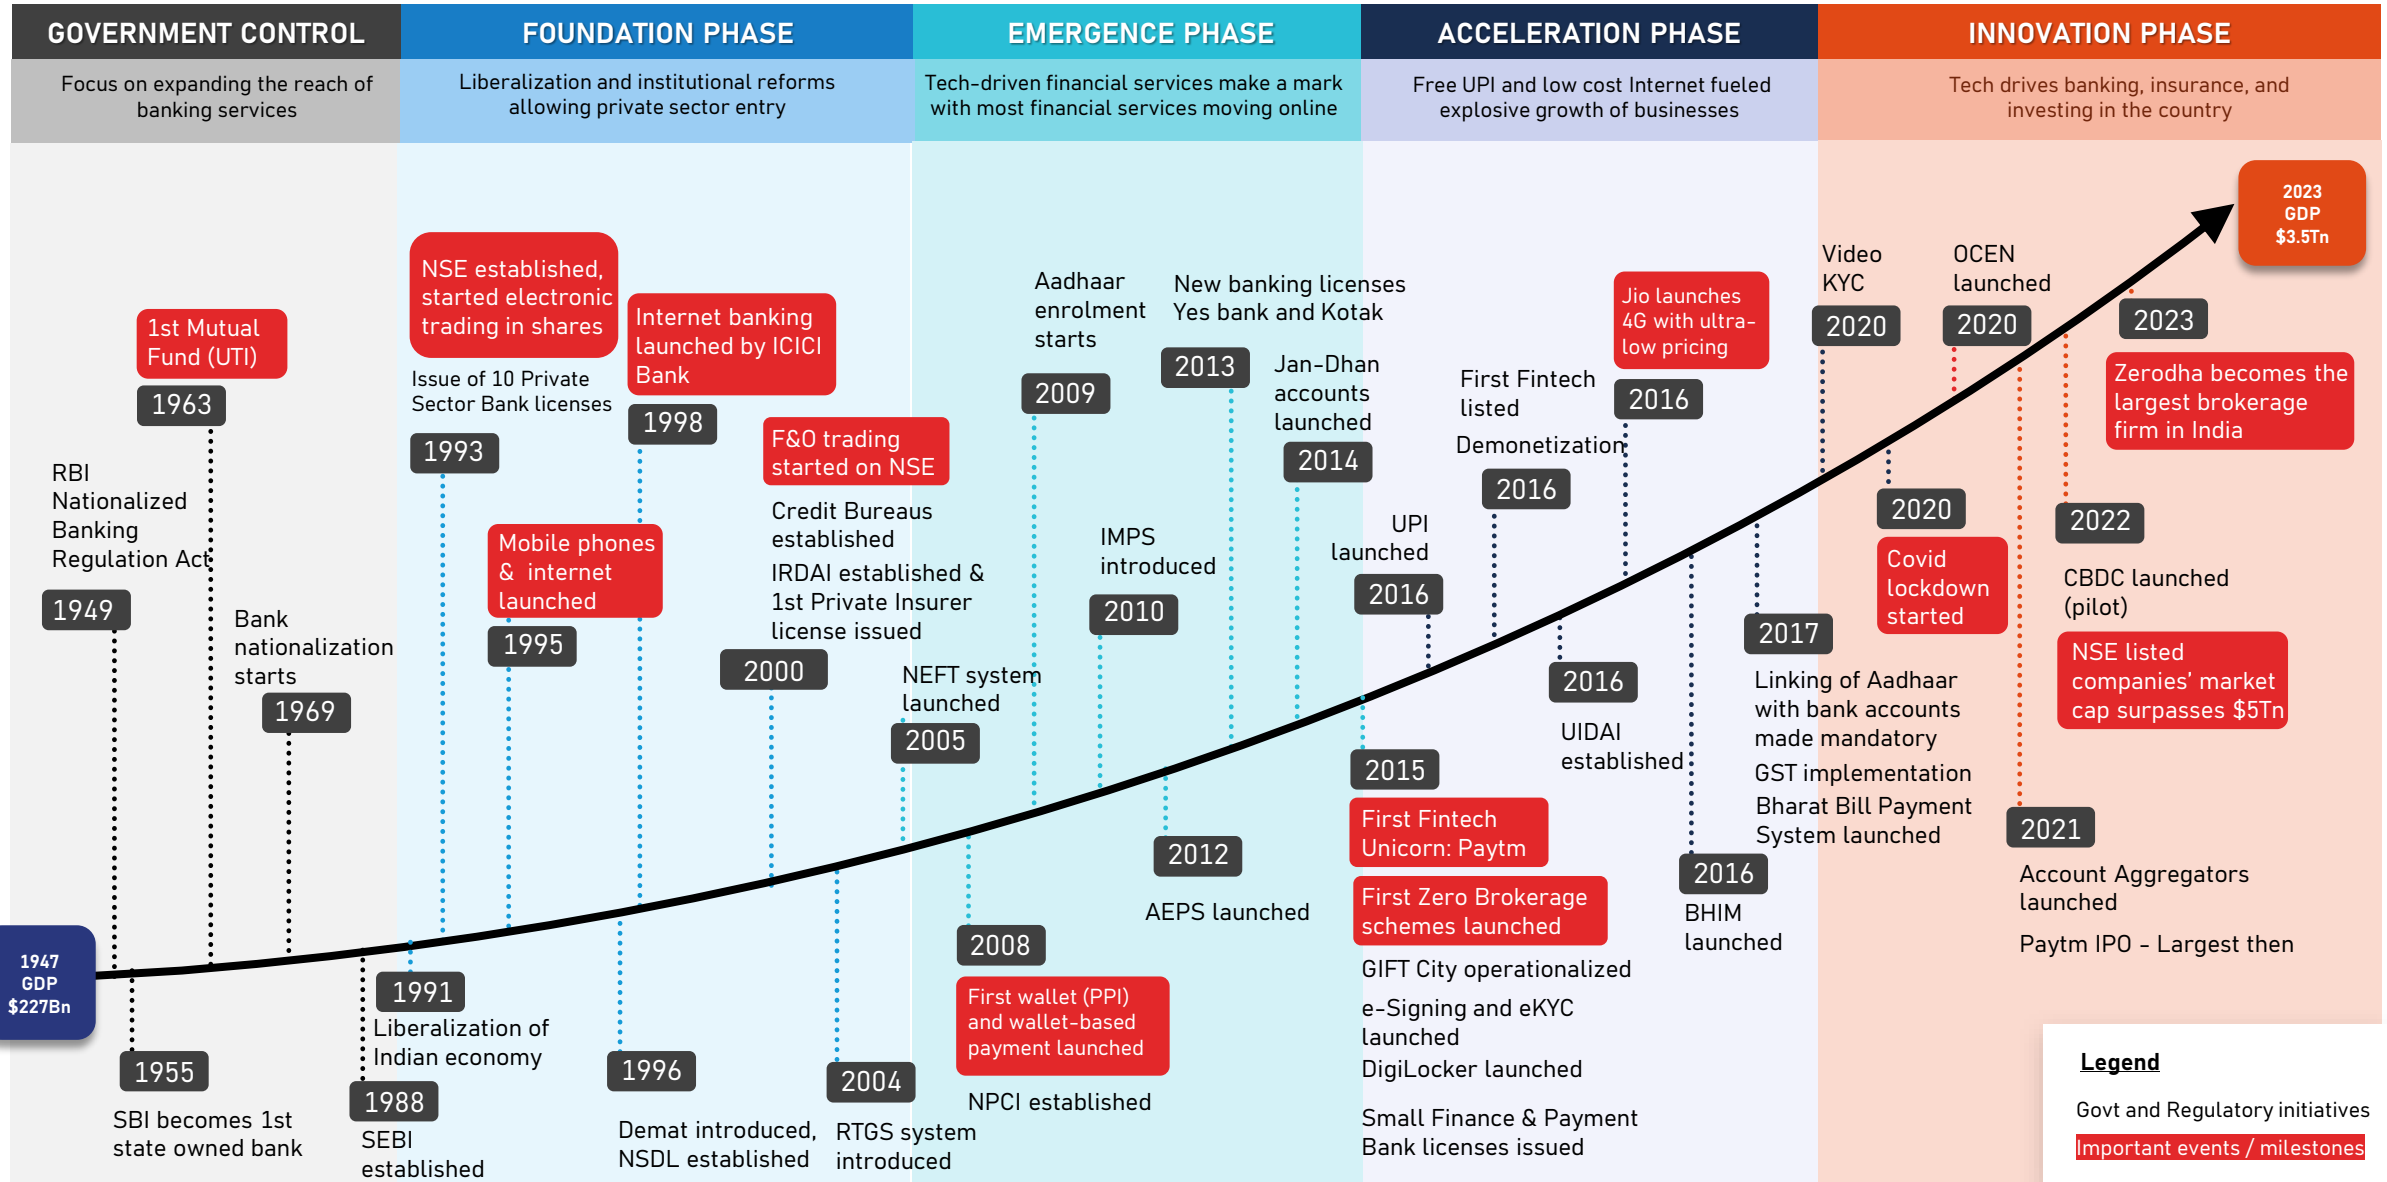 GOVERNMENT CONTROL
Focus on expanding the reach of
banking services
FOUNDATION PHASE
Liberalization and institutional reforms
allowing private sector entry
EMERGENCE PHASE
Tech-driven financial services make a mark
with most financial services moving online
ACCELERATION PHASE
Free UPI and low cost Internet fueled
explosive growth of businesses
INNOVATION PHASE
Tech drives banking, insurance, and
investing in the country
1947
GDP
$227Bn
RBI
Nationalized
Banking
Regulation Act
1949
SBI becomes 1st
state owned bank
1955
1st Mutual
Fund (UTI)
1963
Bank
nationalization
starts
1969
1988
SEBI
established
1991
Liberalization of
Indian economy
NSE established,
started electronic
trading in shares
Issue of 10 Private
Sector Bank licenses
1993
Mobile phones
& internet
launched
1995
1996
Demat introduced,
NSDL established
Internet banking
launched by ICICI
Bank
1998
F&O trading
started on NSE
Credit Bureaus
established
IRDAI established &
1st Private Insurer
license issued
2000
2004
RTGS system
introduced
NEFT system
launched
2005
2008
First wallet (PPI)
and wallet-based
payment launched
NPCI established
Aadhaar
enrolment
starts
2009
IMPS
introduced
2010
2012
AEPS launched
New banking licenses
Yes bank and Kotak
2013
Jan-Dhan
accounts
launched
2014
2015
First Fintech
Unicorn: Paytm
First Zero Brokerage
schemes launched
GIFT City operationalized
e-Signing and eKYC
launched
DigiLocker launched
Small Finance & Payment
Bank licenses issued
UPI
launched
2016
First Fintech
listed
Demonetization
2016
2016
UIDAI
established
Jio launches
4G with ultra-
low pricing
2016
2016
BHIM
launched
2017
Linking of Aadhaar
with bank accounts
made mandatory
GST implementation
Bharat Bill Payment
System launched
Video
KYC
2020
2020
Covid
lockdown
started
OCEN
launched
2020
2021
Account Aggregators
launched
Paytm IPO - Largest then
2022
CBDC launched
(pilot)
NSE listed
companies' market
cap surpasses $5Tn
2023
Zerodha becomes the
largest brokerage
firm in India
2023
GDP
$3.5Tn
Legend
Govt and Regulatory initiatives
Important events / milestones